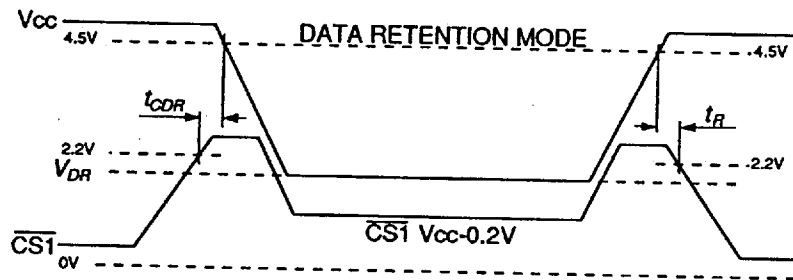 Vcc
DATA RETENTION MODE
4.5V
-4.5V
tCDR
tR
2.2V
-2.2V
VDR
CS1
CS1 Vcc-0.2V
0V